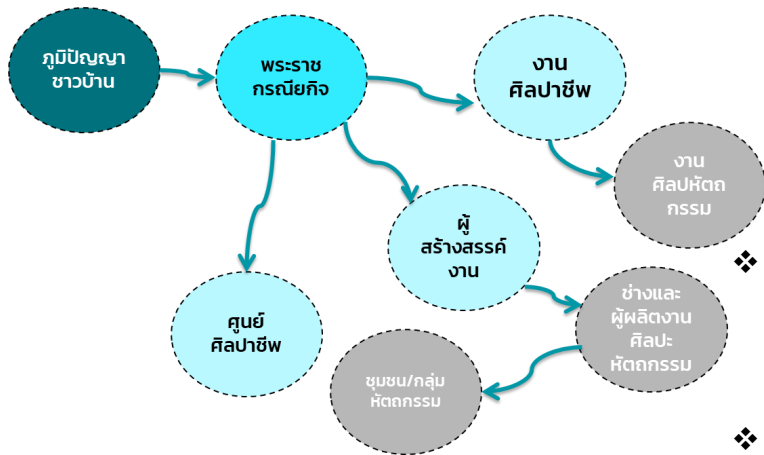 ภูมิปัญญา
ชาวบ้าน
พระราช
กรณียกิจ
งาน
ศิลปาชีพ
งาน
ศิลปหัตถ
กรรม
ผู้
สร้างสรรค์
งาน
ศูนย์
ศิลปาชีพ
ช่างและ
ผู้ผลิตงาน
ศิลปะ
หัตถกรรม
ชุมชน/กลุ่ม
หัตถกรรม